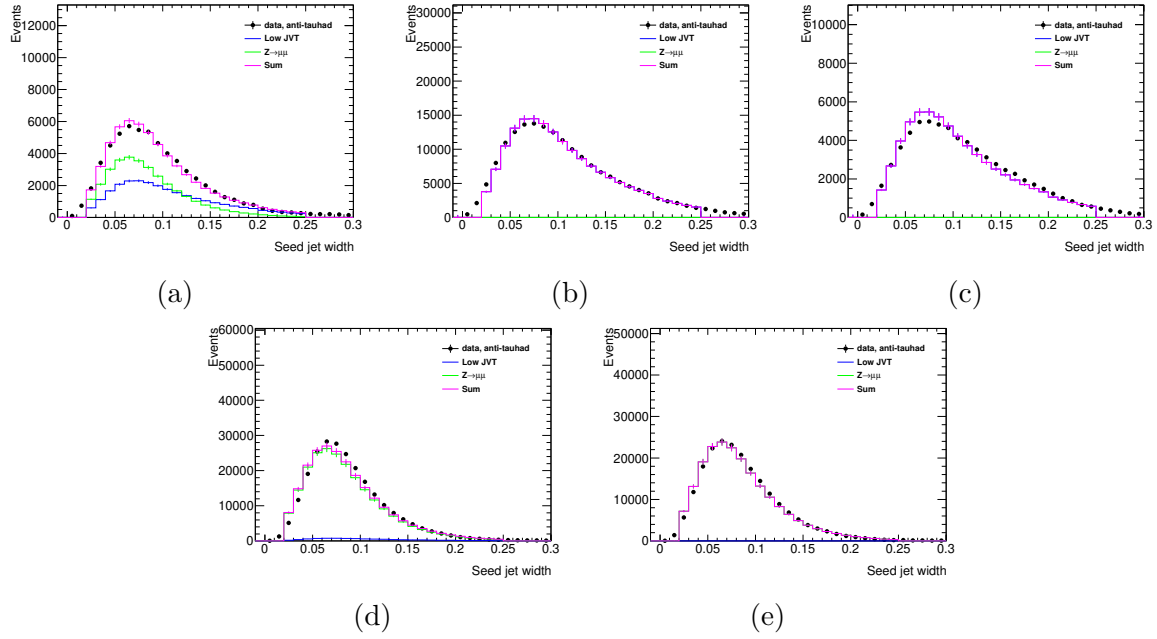 Events
12000
10000
8000
6000
4000
2000
0
data, anti-tauhad
Low JVT
Z→μμ
Sum
0 0.05 0.1 0.15 0.2 0.25 0.3
Seed jet width
(a)
Events
30000
25000
20000
15000
10000
5000
0
data, anti-tauhad
Low JVT
Z→μμ
Sum
0 0.05 0.1 0.15 0.2 0.25 0.3
Seed jet width
(b)
Events
10000
8000
6000
4000
2000
0
data, anti-tauhad
Low JVT
Z→μμ
Sum
0 0.05 0.1 0.15 0.2 0.25 0.3
Seed jet width
(c)
Events
60000
50000
40000
30000
20000
10000
0
data, anti-tauhad
Low JVT
Z→μμ
Sum
0 0.05 0.1 0.15 0.2 0.25 0.3
Seed jet width
(d)
Events
50000
40000
30000
20000
10000
0
data, anti-tauhad
Low JVT
Z→μμ
Sum
0 0.05 0.1 0.15 0.2 0.25 0.3
Seed jet width
(e)